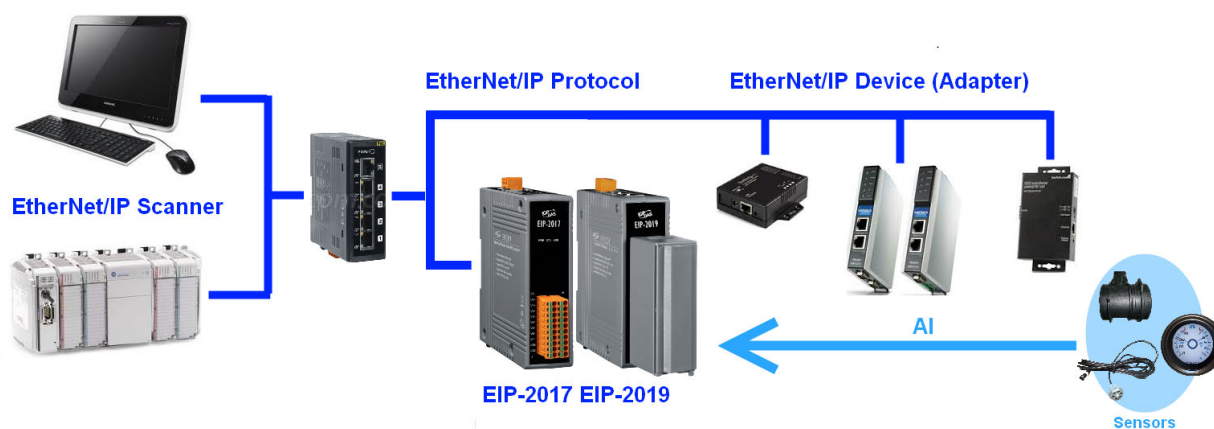 EtherNet/IP Protocol
EtherNet/IP Device (Adapter)
EtherNet/IP Scanner
EIP-2017
EIP-2019
AI
EIP-2017 EIP-2019
Sensors